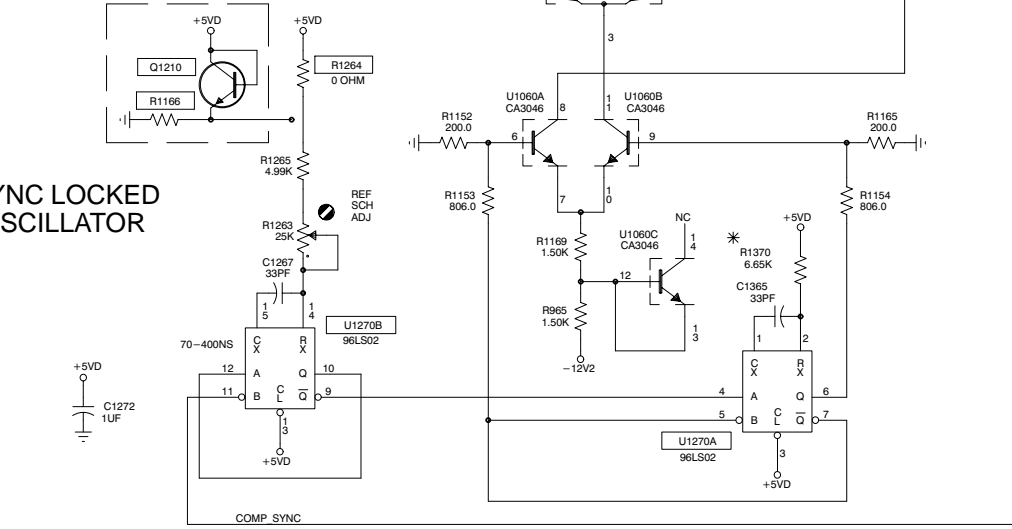 +5VD
+5VD
Q1210
R1264
0 OHM
R1166
3
U1060A
CA3046
8
1
1
U1060B
CA3046
R1152
200.0
6
9
R1165
200.0
YNC LOCKED
SCILLATOR
R1265
4.99K
REF
SCH
ADJ
R1263
25K
R1153
806.0
7
1
0
R1154
806.0
R1169
1.50K
U1060C
CA3046
NC
1
4
+5VD
R1370
6.65K
12
C1267
33PF
1
5
1
4
R965
1.50K
1
3
C1365
33PF
1
2
−12V2
U1270B
96LS02
70−400NS
C
X
R
X
12
A
Q
10
11
B
C
L
Q
9
1
3
+5VD
+5VD
C1272
1UF
C
X
R
X
4
A
Q
6
5
B
C
L
Q
7
3
+5VD
U1270A
96LS02
COMP_SYNC